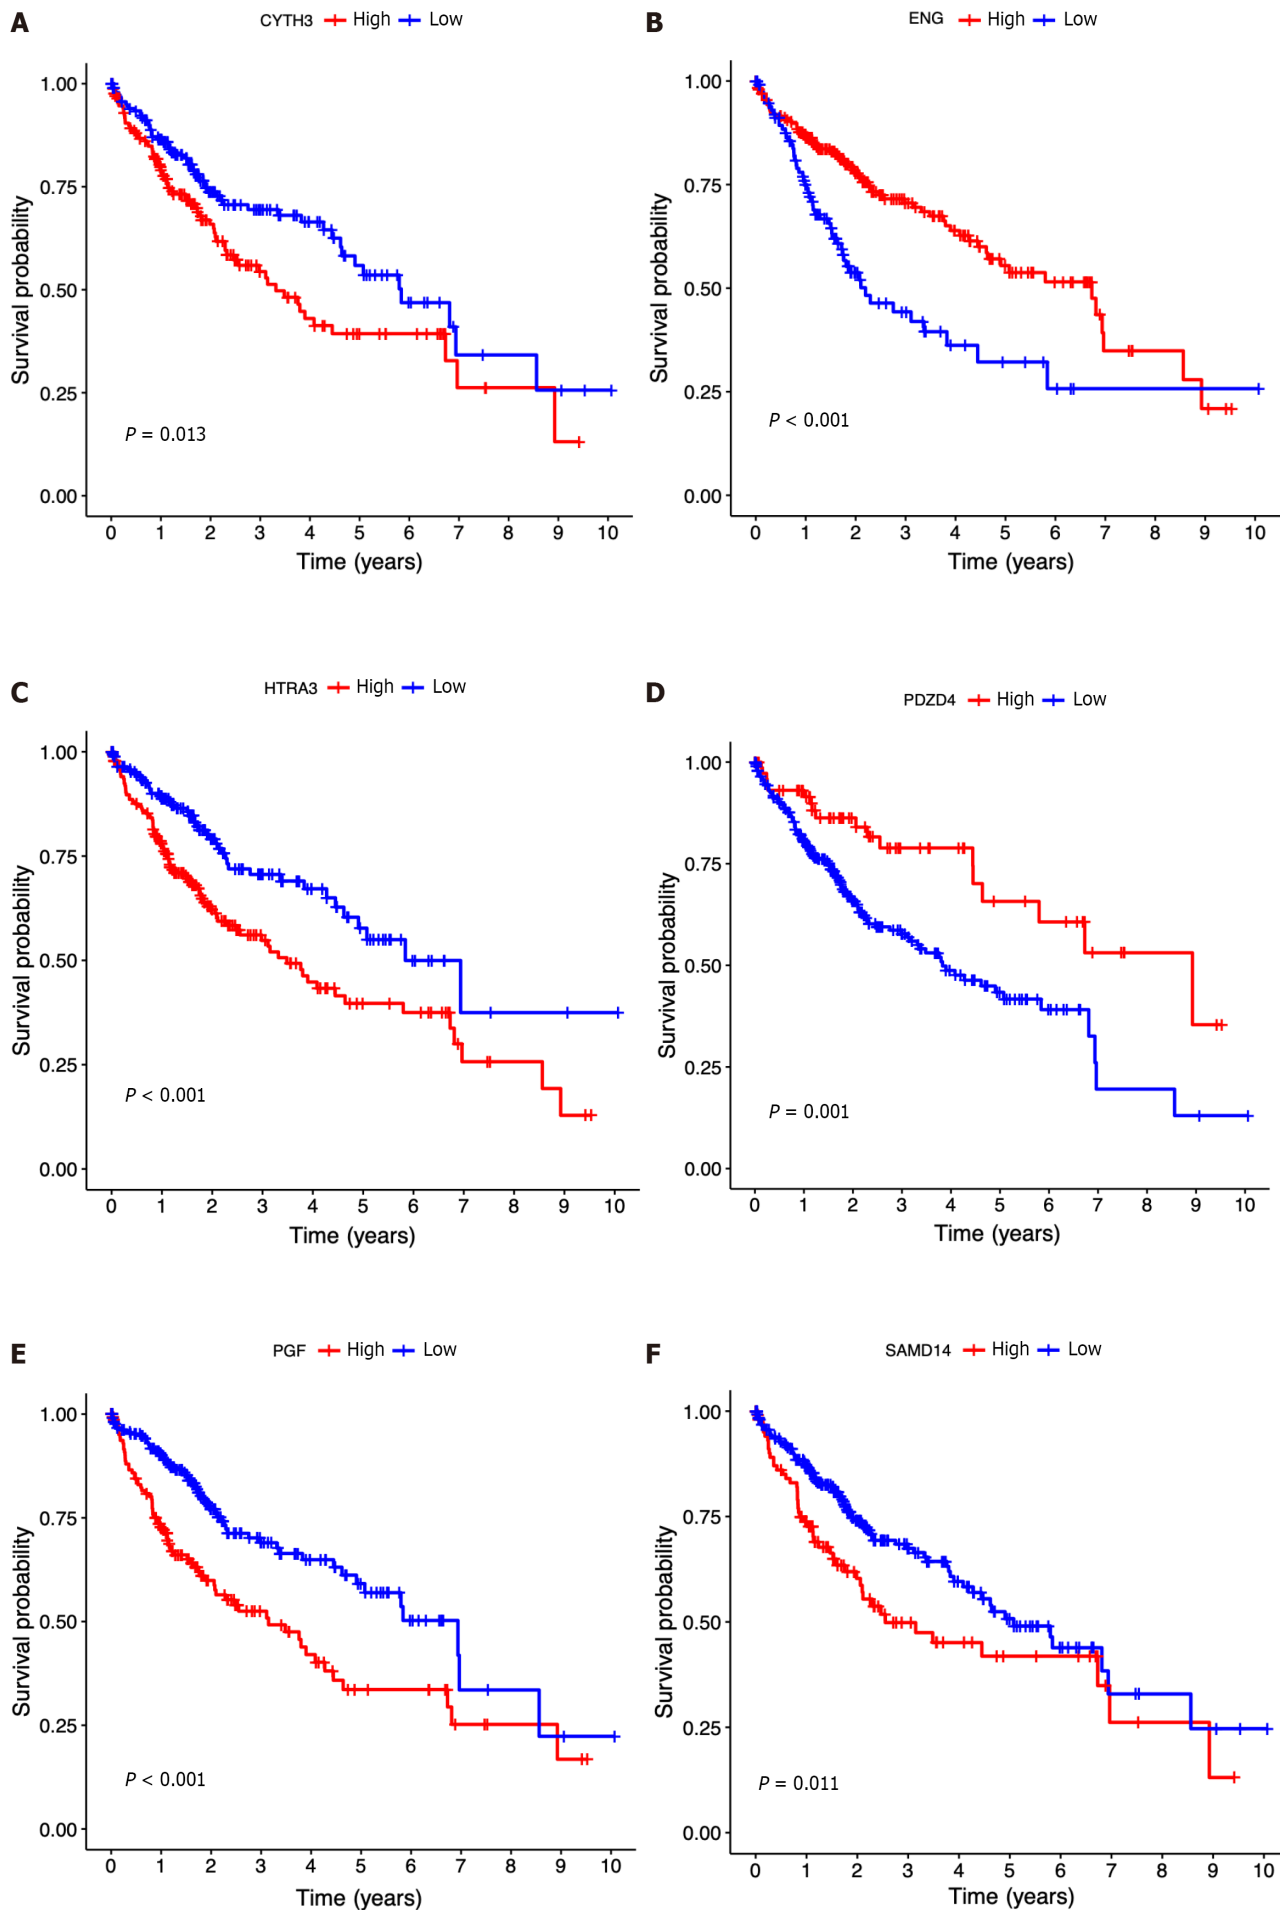 A
CYTH3 High Low
1.00
0.75
0.50
0.25
0.00
Survival probability
P = 0.013
0 1 2 3 4 5 6 7 8 9 10
Time (years)
B
ENG High Low
1.00
0.75
0.50
0.25
0.00
Survival probability
P < 0.001
0 1 2 3 4 5 6 7 8 9 10
Time (years)
C
HTRA3 High Low
1.00
0.75
0.50
0.25
0.00
Survival probability
P < 0.001
0 1 2 3 4 5 6 7 8 9 10
Time (years)
D
PDZD4 High Low
1.00
0.75
0.50
0.25
0.00
Survival probability
P = 0.001
0 1 2 3 4 5 6 7 8 9 10
Time (years)
E
PGF High Low
1.00
0.75
0.50
0.25
0.00
Survival probability
P < 0.001
0 1 2 3 4 5 6 7 8 9 10
Time (years)
F
SAMD14 High Low
1.00
0.75
0.50
0.25
0.00
Survival probability
P = 0.011
0 1 2 3 4 5 6 7 8 9 10
Time (years)